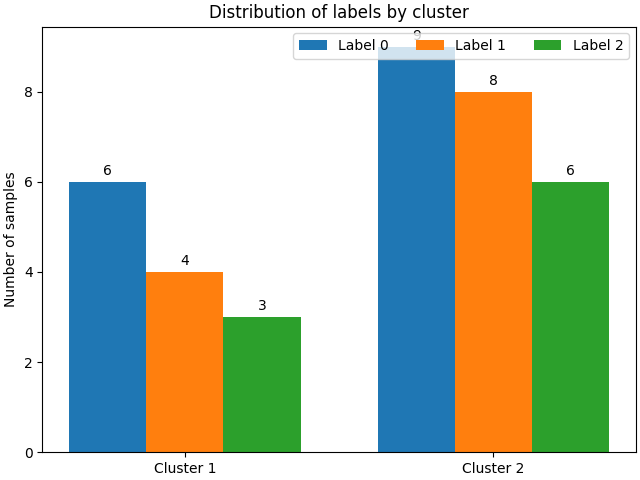 Distribution of labels by cluster
Label 0 Label 1 Label 2
9
8
6
6
4
3
Number of samples
8
6
4
2
0
Cluster 1 Cluster 2